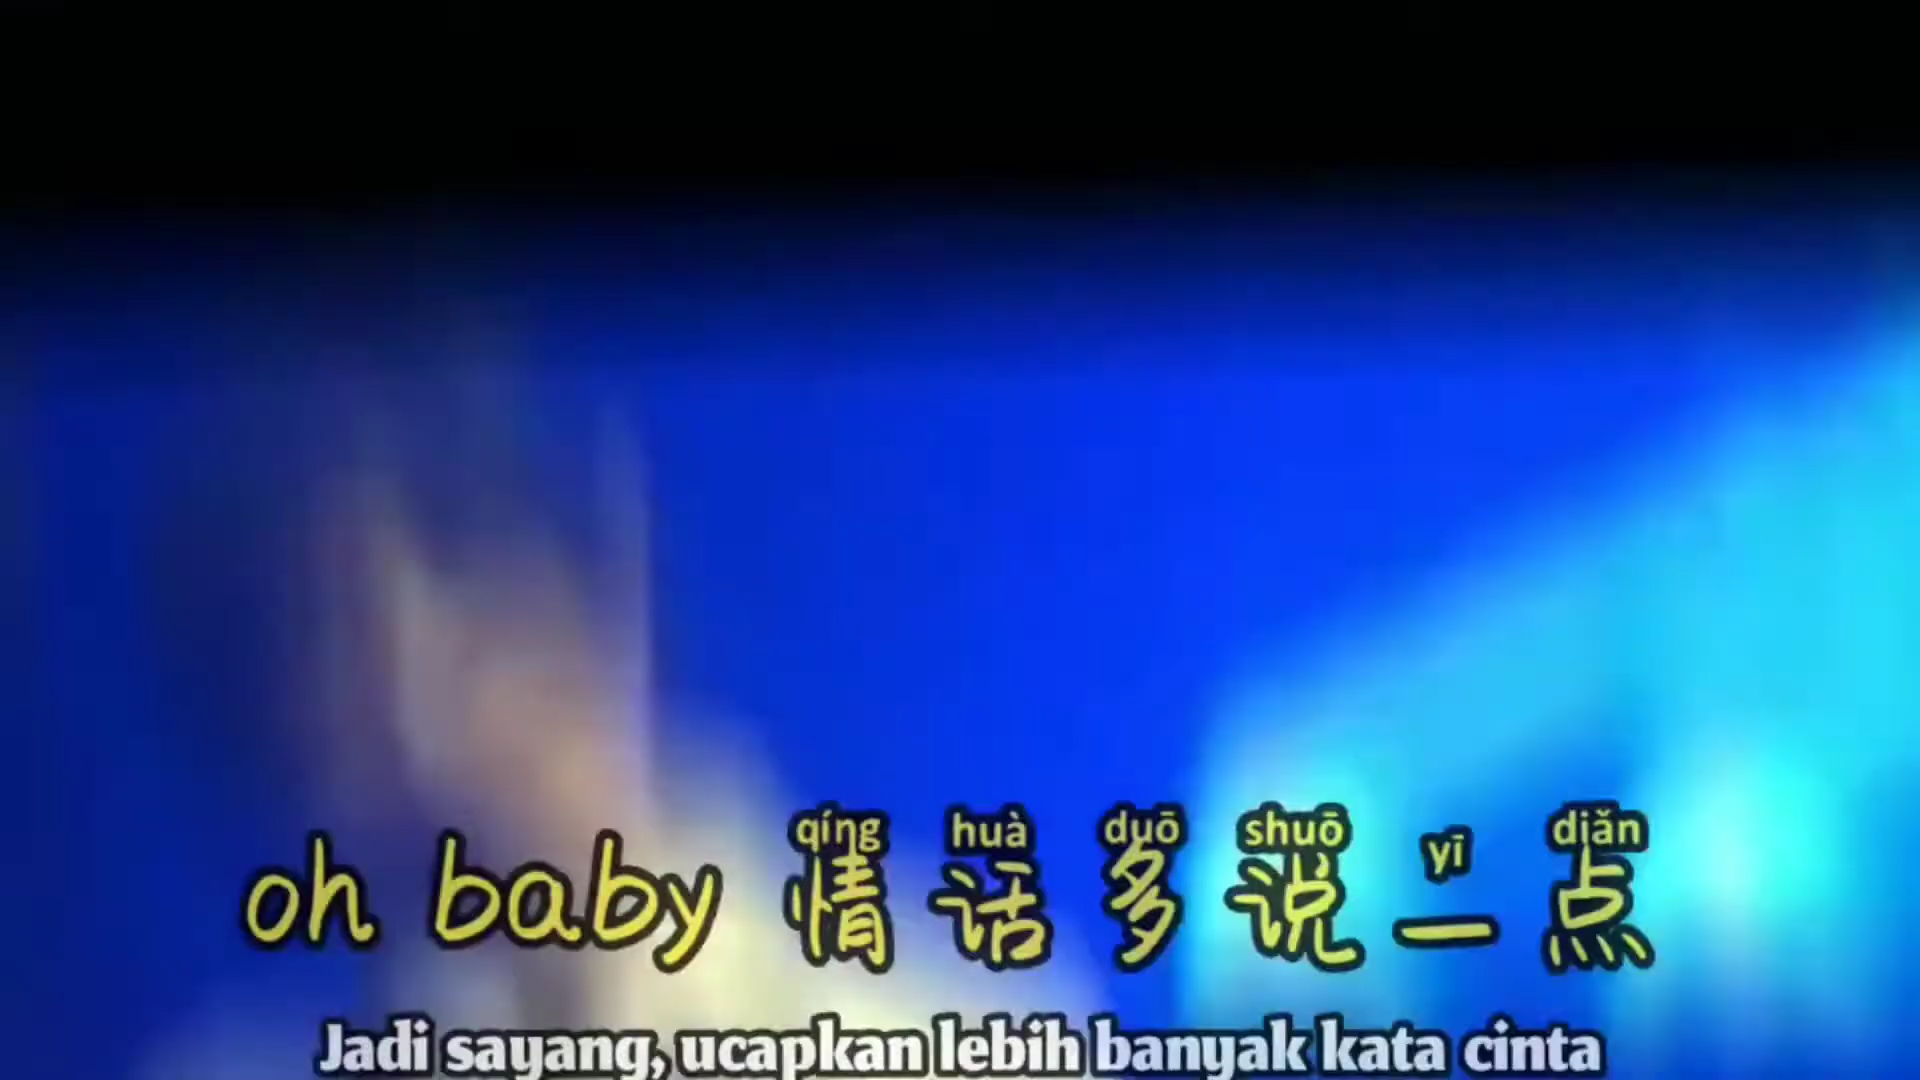 qíng huà duō shuō yī diǎn
oh baby 情话多说一点
Jadi sayang, ucapkan lebih banyak kata cinta